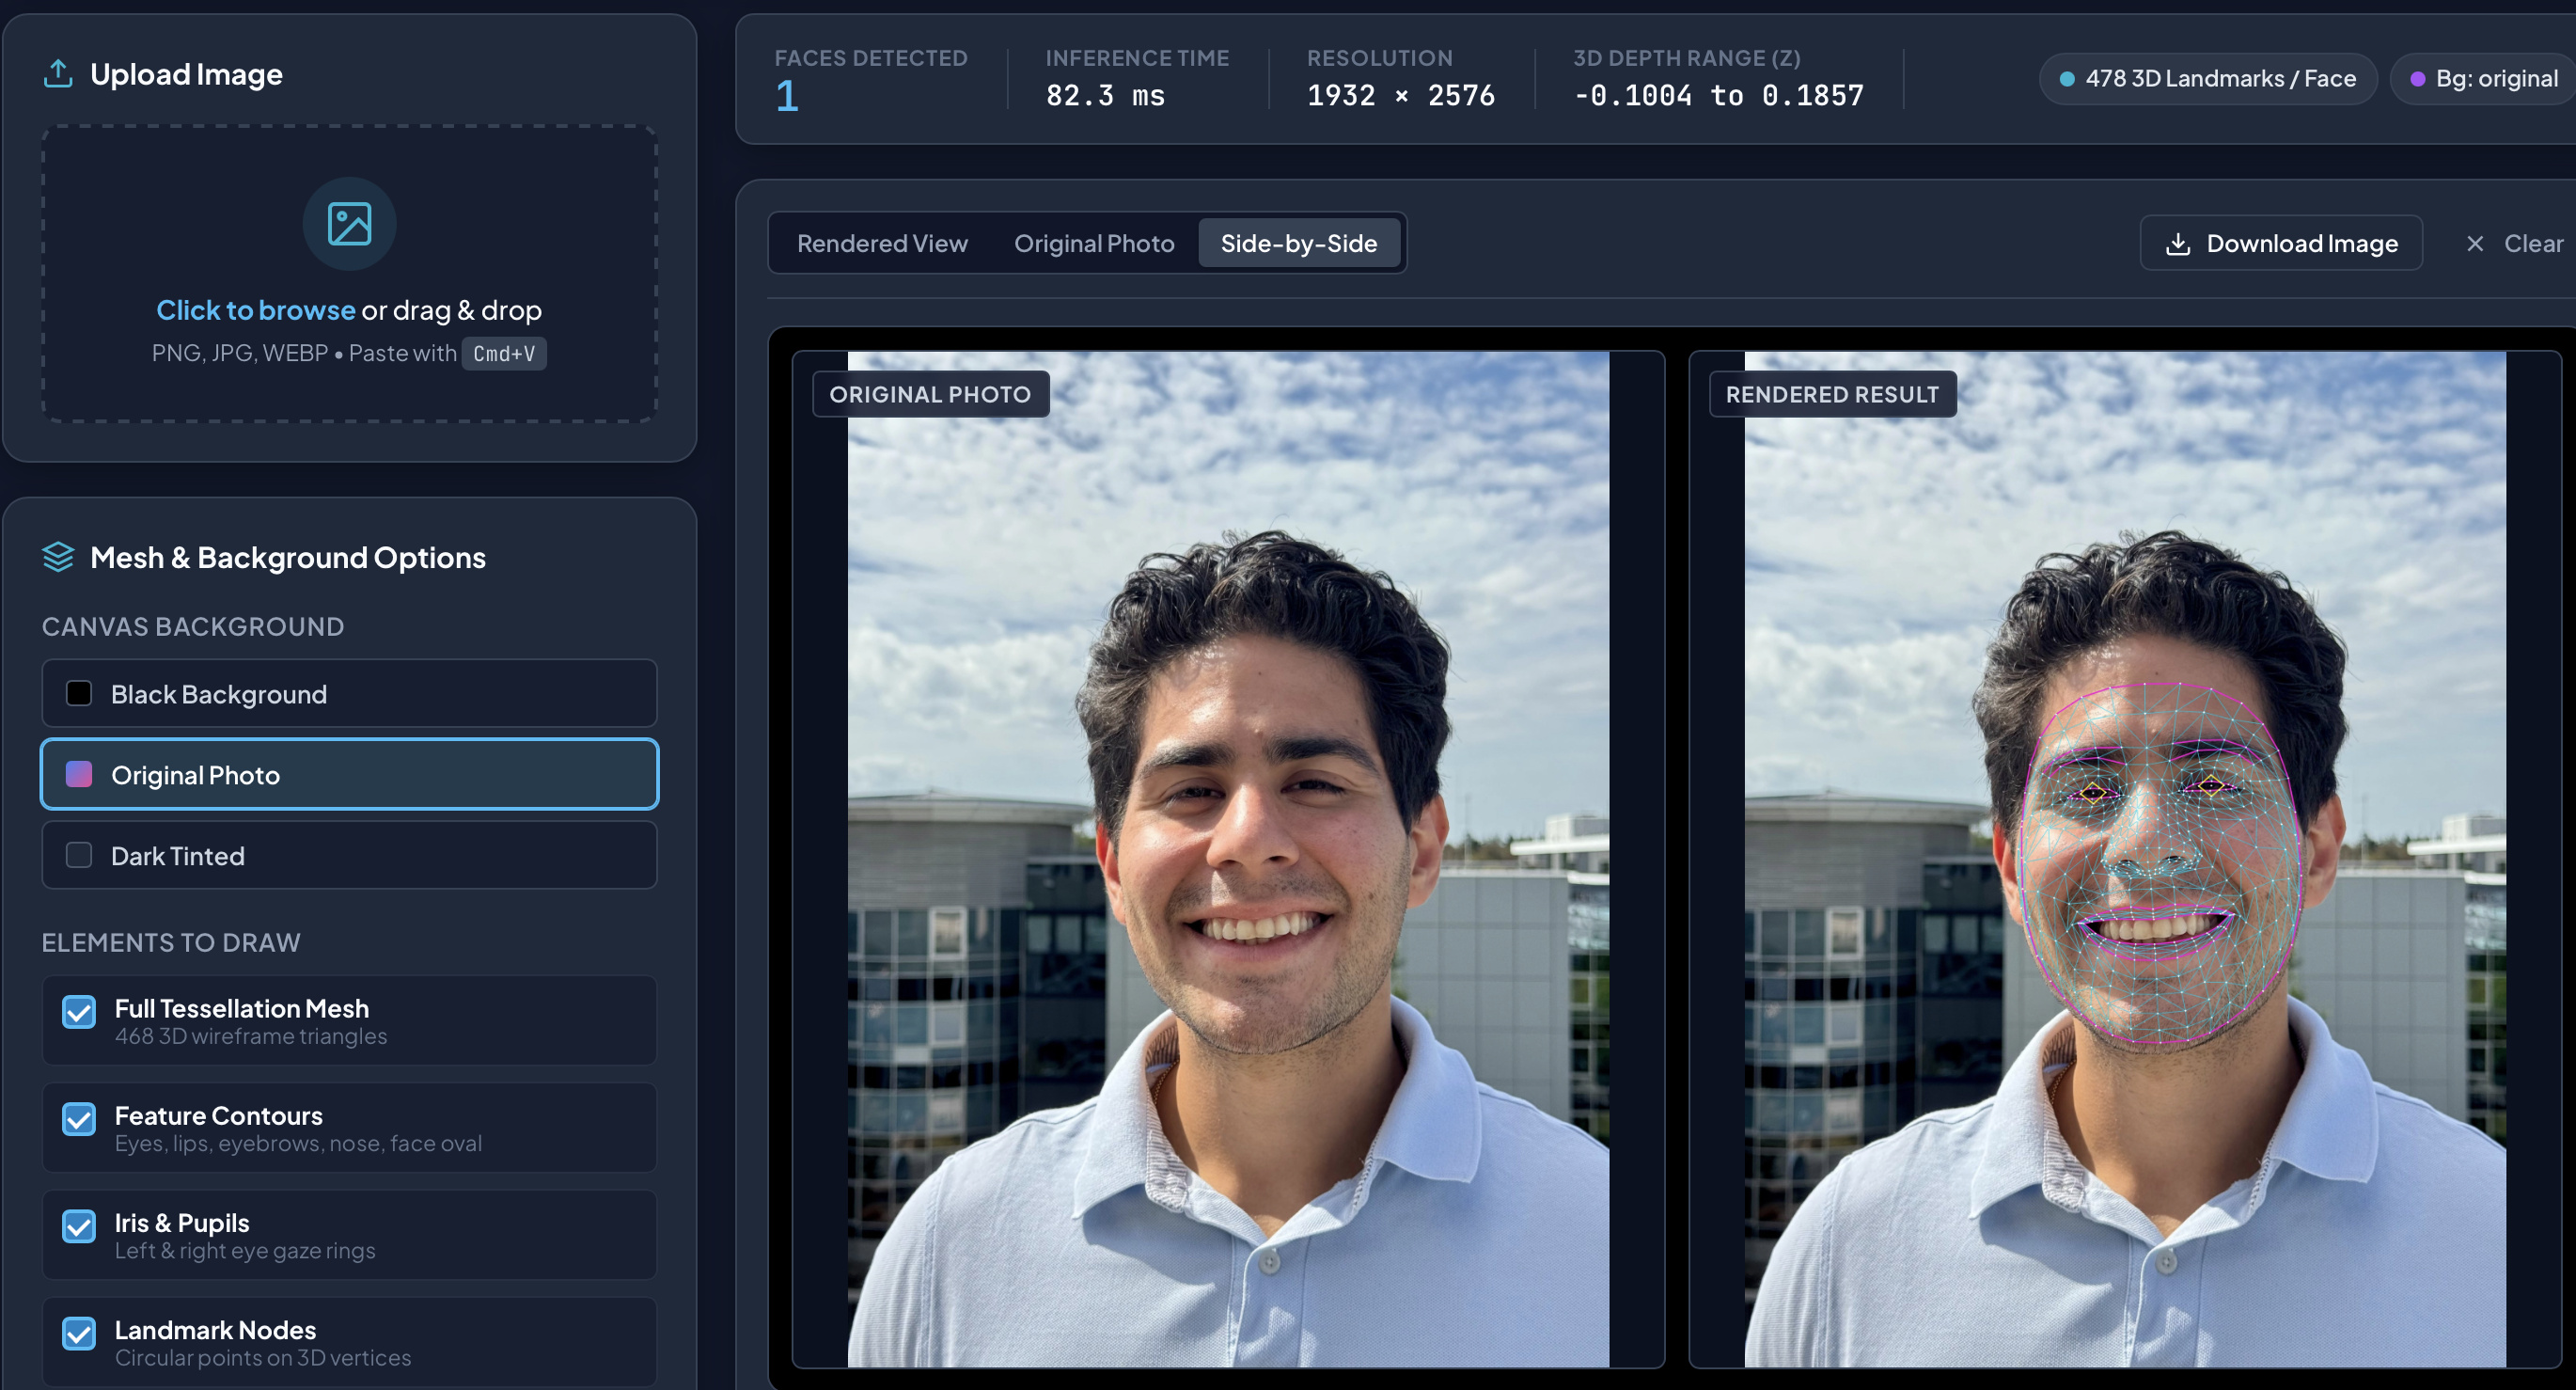 Upload Image
Click to browse or drag & drop
PNG, JPG, WEBP • Paste with Cmd+V
Mesh & Background Options
CANVAS BACKGROUND
Black Background
Original Photo
Dark Tinted
ELEMENTS TO DRAW
Full Tessellation Mesh
468 3D wireframe triangles
Feature Contours
Eyes, lips, eyebrows, nose, face oval
Iris & Pupils
Left & right eye gaze rings
Landmark Nodes
Circular points on 3D vertices
FACES DETECTED
1
INFERENCE TIME
82.3 ms
RESOLUTION
1932 × 2576
3D DEPTH RANGE (Z)
-0.1004 to 0.1857
478 3D Landmarks / Face
Bg: original
Rendered View
Original Photo
Side-by-Side
Download Image
Clear
ORIGINAL PHOTO
RENDERED RESULT